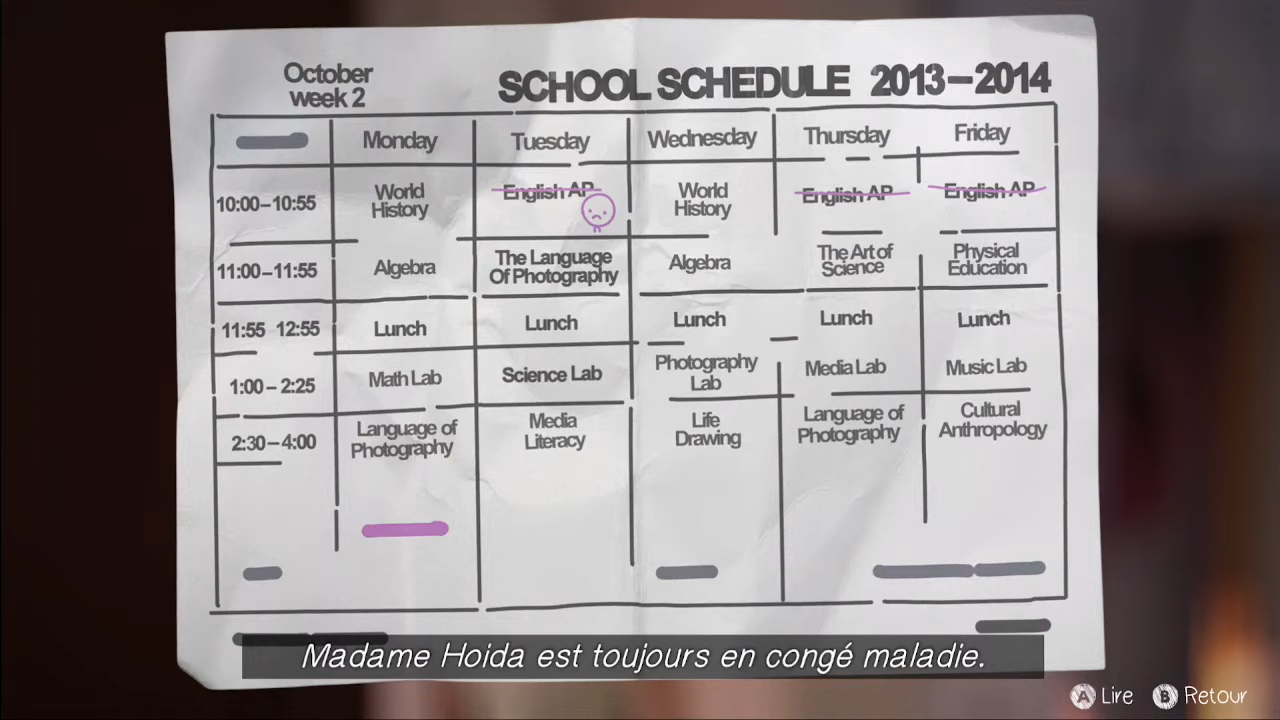 October
week 2
SCHOOL SCHEDULE 2013-2014
Monday Tuesday Wednesday Thursday Friday
10:00-10:55
World
History
English AP
World
History
English AP
English AP
11:00-11:55
Algebra
The Language
Of Photography
Algebra
The Art of
Science
Physical
Education
11:55 12:55
Lunch
Lunch
Lunch
Lunch
Lunch
1:00-2:25
Math Lab
Science Lab
Photography
Lab
Media Lab
Music Lab
2:30-4:00
Language of
Photography
Media
Literacy
Life
Drawing
Language of
Photography
Cultural
Anthropology
Madame Hoida est toujours en congé maladie.
A Lire B Retour